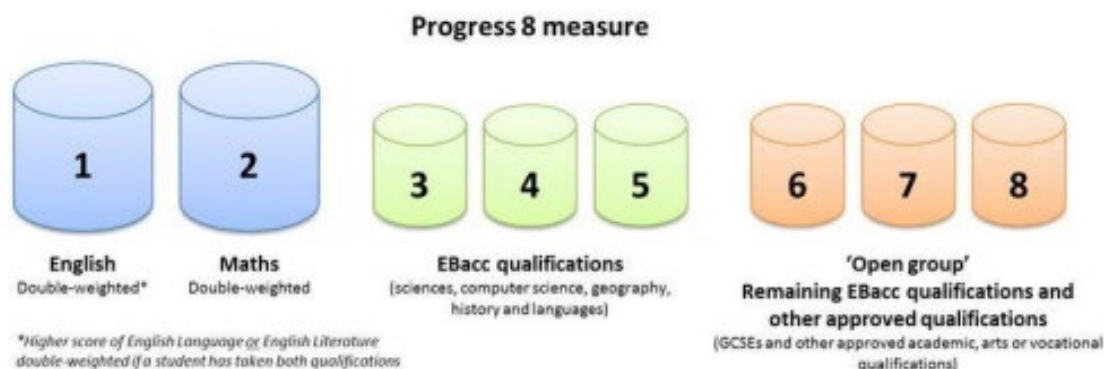 Progress 8 measure
1
2
3
4
5
6
7
8
English
Double-weighted*
Maths
Double-weighted
*Higher score of English Language or English Literature
double-weighted if a student has taken both qualifications
EBacc qualifications
(sciences, computer science, geography,
history and languages)
'Open group'
Remaining EBacc qualifications and
other approved qualifications
(GCSEs and other approved academic, arts or vocational
qualifications)